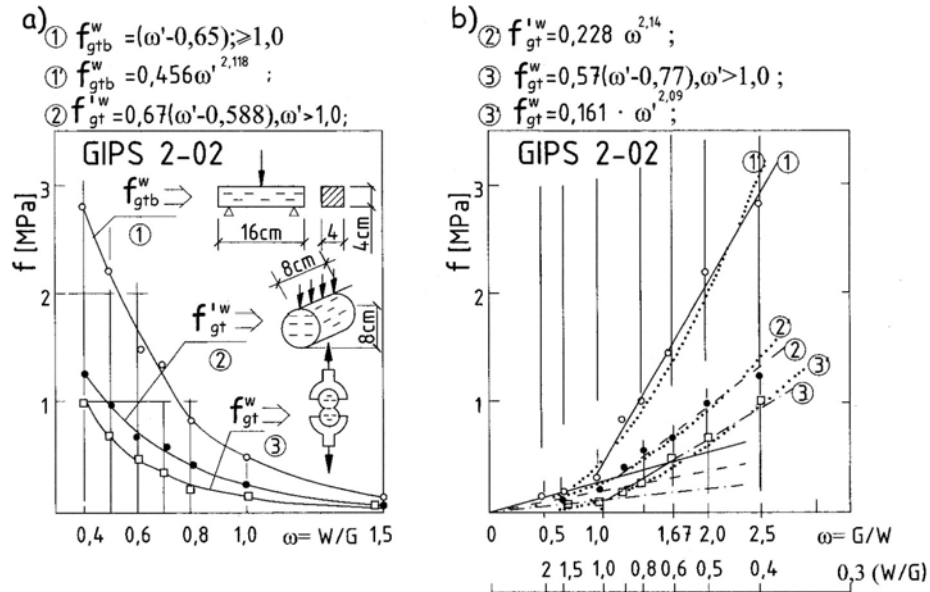 a)
① f^w_gtb =(ω'-0,65);⩾1,0
①' f^w_gtb =0,456ω'^2,118 ;
② f'^w_gt =0,67(ω'-0,588),ω'>1,0;
GIPS 2-02
f [MPa]
3
2
1
f^w_gtb
①
16cm
4
4cm
8cm
8cm
f'^w_gt
②
f^w_gt
③
0,4 0,6 0,8 1,0 ω= W/G 1,5
b)
②' f'^w_gt =0,228 ω^2,14 ;
③ f^w_gt =0,57(ω'-0,77),ω'>1,0 ;
③' f^w_gt =0,161 · ω'^2,09 ;
GIPS 2-02
f [MPa]
3
2
1
①' ①
②'
②
③'
③
0 0,5 1,0 1,67 2,0 2,5 ω= G/W
2 1,5 1,0 0,8 0,6 0,5 0,4 0,3 (W/G)